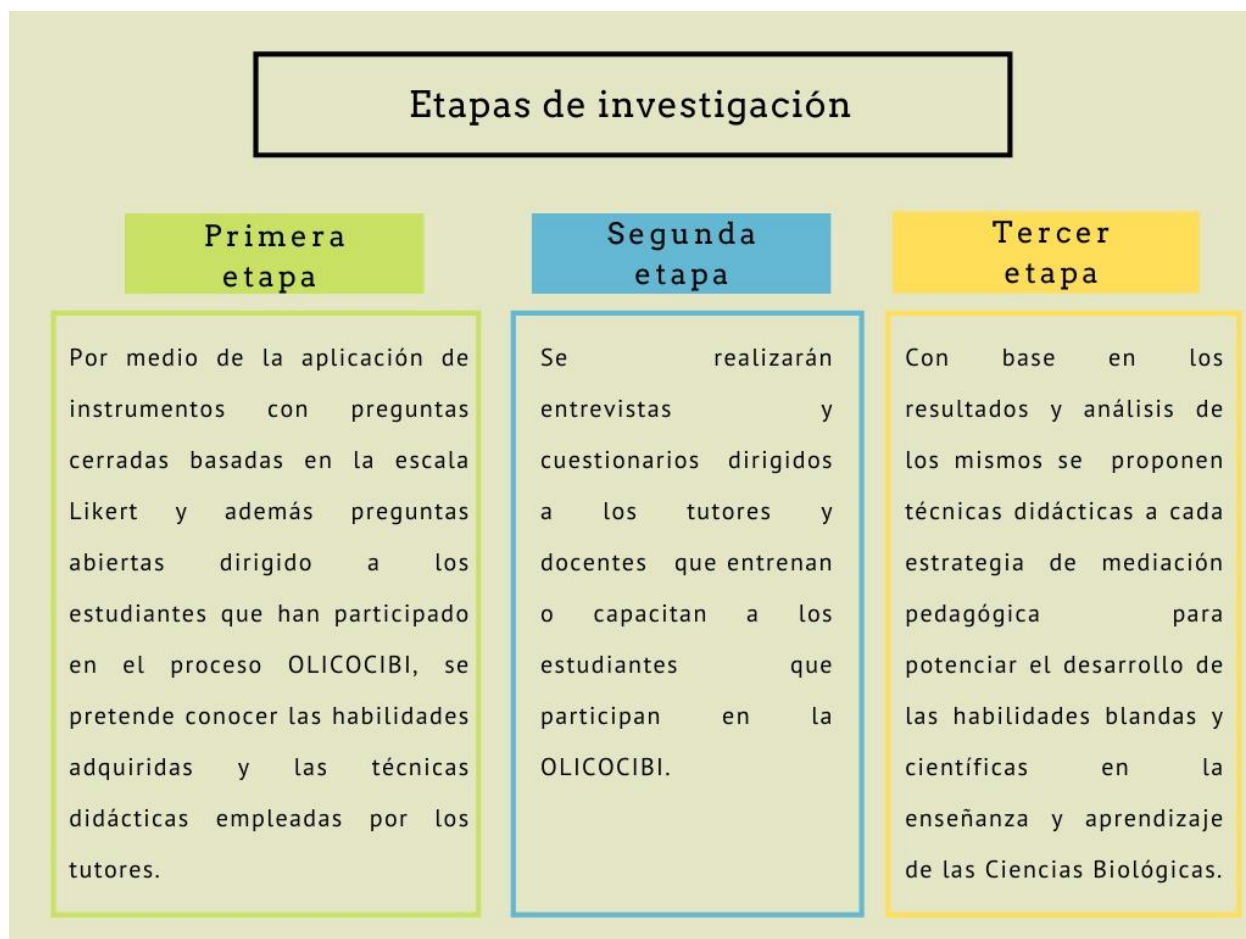 Etapas de investigación
Primera
etapa
Por medio de la aplicación de
instrumentos con preguntas
cerradas basadas en la escala
Likert y además preguntas
abiertas dirigido a los
estudiantes que han participado
en el proceso OLICOCIBI, se
pretende conocer las habilidades
adquiridas y las técnicas
didácticas empleadas por los
tutores.
Segunda
etapa
Se realizarán
entrevistas y
cuestionarios dirigidos
a los tutores y
docentes que entrenan
o capacitan a los
estudiantes que
participan en la
OLICOCIBI.
Tercer
etapa
Con base en los
resultados y análisis de
los mismos se proponen
técnicas didácticas a cada
estrategia de mediación
pedagógica para
potenciar el desarrollo de
las habilidades blandas y
científicas en la
enseñanza y aprendizaje
de las Ciencias Biológicas.